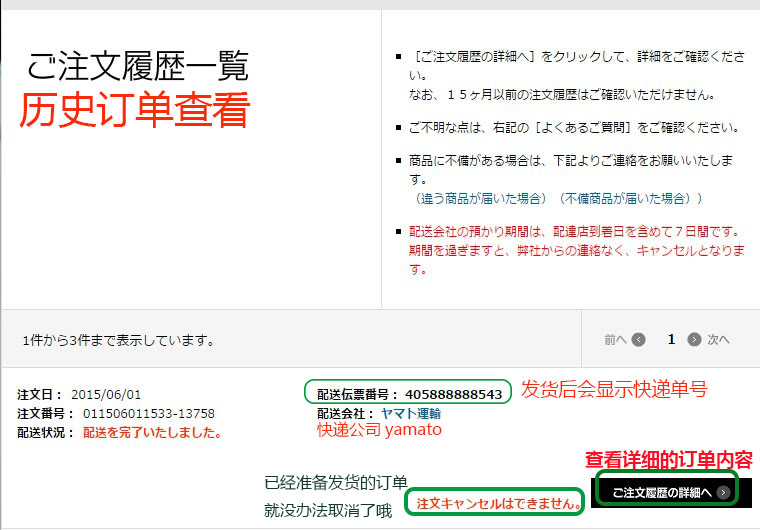 ご注文履歴一覧
历史订单查看
［ご注文履歴の詳細へ］をクリックして、詳細をご確認ください
い。
なお、１５ヶ月以前の注文履歴はご確認いただけません。
ご不明な点は、右記の［よくあるご質問］をご確認ください。
商品に不備がある場合は、下記よりご連絡をお願いいたしま
す。
（違う商品が届いた場合）（不備商品が届いた場合））
配送会社の預かり期間は、配達店到着日を含めて７日間です。
期間を過ぎますと、弊社からの連絡なく、キャンセルとなりま
す。
1件から3件まで表示しています。
前へ 1 次へ
注文日： 2015/06/01
注文番号： 011506011533-13758
配送状況： 配送を完了いたしました。
配送伝票番号： 405888888543
发货后会显示快递单号
配送会社： ヤマト運輸
快递公司 yamato
查看详细的订单内容
ご注文履歴の詳細へ
已经准备发货的订单
就没办法取消了哦
注文キャンセルはできません。